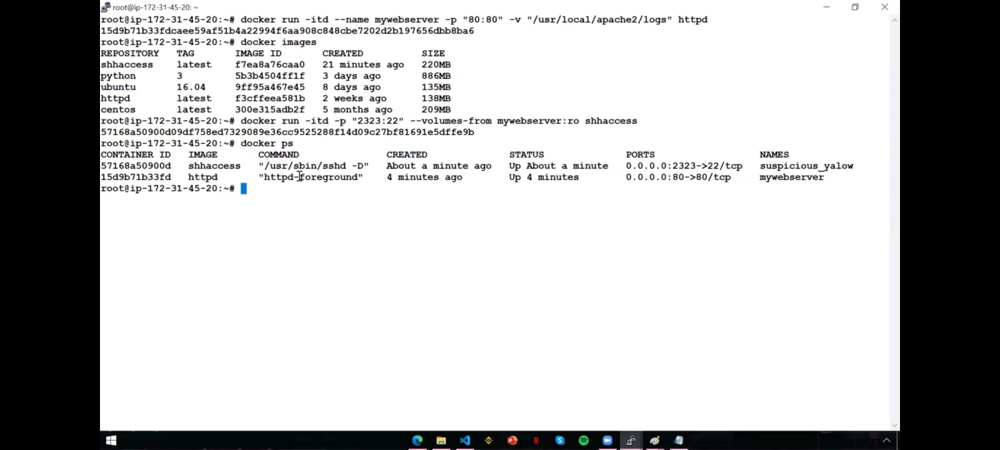 root@ip-172-31-45-20: ~
root@ip-172-31-45-20:~# docker run -itd --name mywebserver -p "80:80" -v "/usr/local/apache2/logs" httpd
15d9b71b33fdcaee59af51b4a22994f6aa908c848cbe7202d2b197656dbb8ba6
root@ip-172-31-45-20:~# docker images
REPOSITORY TAG IMAGE ID CREATED SIZE
shhaccess latest f7ea8a76caa0 21 minutes ago 220MB
python 3 5b3b4504ff1f 3 days ago 886MB
ubuntu 16.04 9ff95a467e45 8 days ago 135MB
httpd latest f3cffeea581b 2 weeks ago 138MB
centos latest 300e315adb2f 5 months ago 209MB
root@ip-172-31-45-20:~# docker run -itd -p "2323:22" --volumes-from mywebserver:ro shhaccess
57168a50900d09df758ed7329089e36cc9525288f14d09c27bf81691e5dffe9b
root@ip-172-31-45-20:~# docker ps
CONTAINER ID IMAGE COMMAND CREATED STATUS PORTS NAMES
57168a50900d shhaccess "/usr/sbin/sshd -D" About a minute ago Up About a minute 0.0.0.0:2323->22/tcp suspicious_yalow
15d9b71b33fd httpd "httpd-foreground" 4 minutes ago Up 4 minutes 0.0.0.0:80->80/tcp mywebserver
root@ip-172-31-45-20:~#